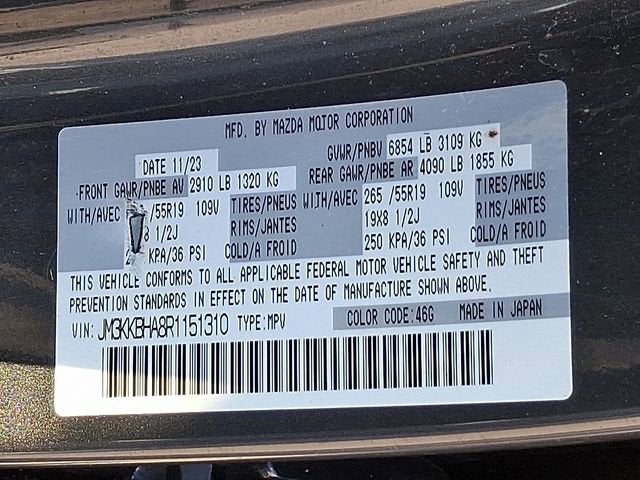 MFD. BY MAZDA MOTOR CORPORATION
DATE 11/23 GVWR/PNBV 6854 LB 3109 KG
FRONT GAWR/PNBE AV 2910 LB 1320 KG REAR GAWR/PNBE AR 4090 LB 1855 KG
WITH/AVEC /55R19 109V TIRES/PNEUS WITH/AVEC 265 /55R19 109V TIRES/PNEUS
1/2J RIMS/JANTES 19X8 1/2J RIMS/JANTES
KPA/36 PSI COLD/A FROID 250 KPA/36 PSI COLD/A FROID
THIS VEHICLE CONFORMS TO ALL APPLICABLE FEDERAL MOTOR VEHICLE SAFETY AND THEFT
PREVENTION STANDARDS IN EFFECT ON THE DATE OF MANUFACTURE SHOWN ABOVE.
VIN: JM3KKBHA8R1151310 TYPE:MPV COLOR CODE:46G MADE IN JAPAN